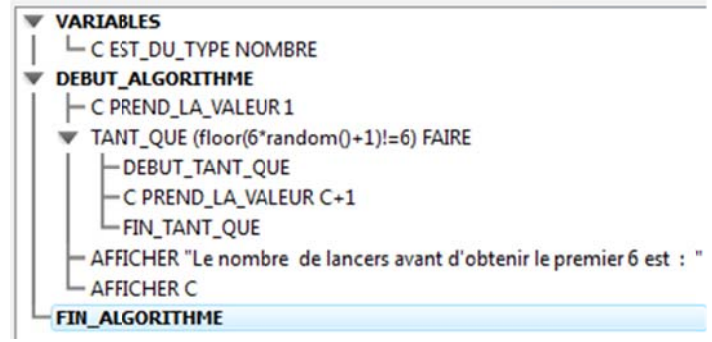 VARIABLES
C EST_DU_TYPE NOMBRE
DEBUT_ALGORITHME
C PREND_LA_VALEUR 1
TANT_QUE (floor(6*random()+1)!=6) FAIRE
DEBUT_TANT_QUE
C PREND_LA_VALEUR C+1
FIN_TANT_QUE
AFFICHER "Le nombre de lancers avant d'obtenir le premier 6 est : "
AFFICHER C
FIN_ALGORITHME